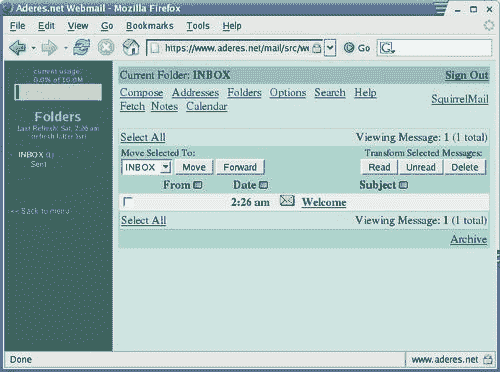 Aderes.net Webmail - Mozilla Firefox
File Edit View Go Bookmarks Tools Help
https://www.aderes.net/mail/src/we Go G
current usage:
0.0% of 10.0M
Folders
Last Refresh: Sat, 2:26 am
INBOX (1)
Sent
Back to menu
Current Folder: INBOX Sign Out
Compose Addresses Folders Options Search Help
Fetch Notes Calendar SquirrelMail
Select All Viewing Message: 1 (1 total)
Move Selected To: Transform Selected Messages:
INBOX Move Forward Read Unread Delete
From Date Subject
2:26 am Welcome
Select All Viewing Message: 1 (1 total)
Archive
Done www.aderes.net